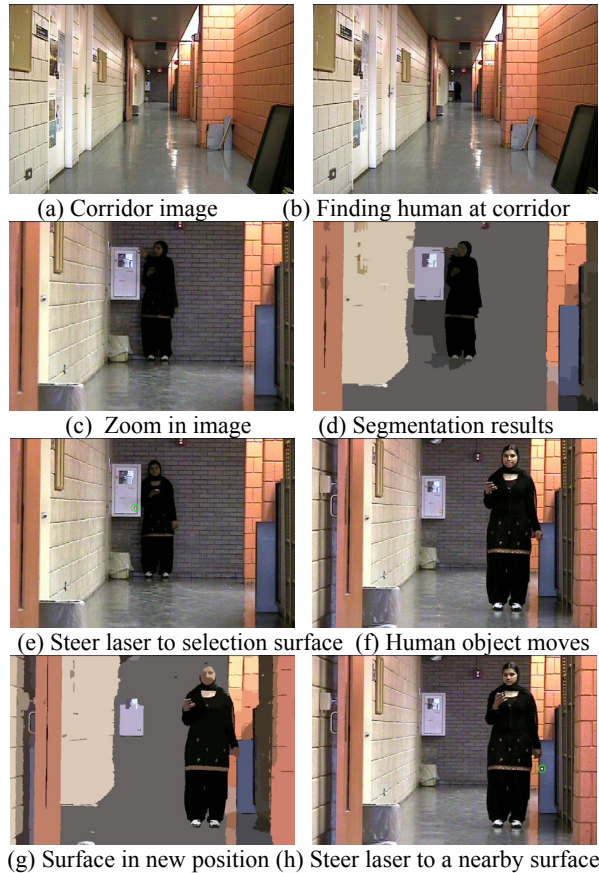 (a) Corridor image (b) Finding human at corridor
(c) Zoom in image (d) Segmentation results
(e) Steer laser to selection surface (f) Human object moves
(g) Surface in new position (h) Steer laser to a nearby surface